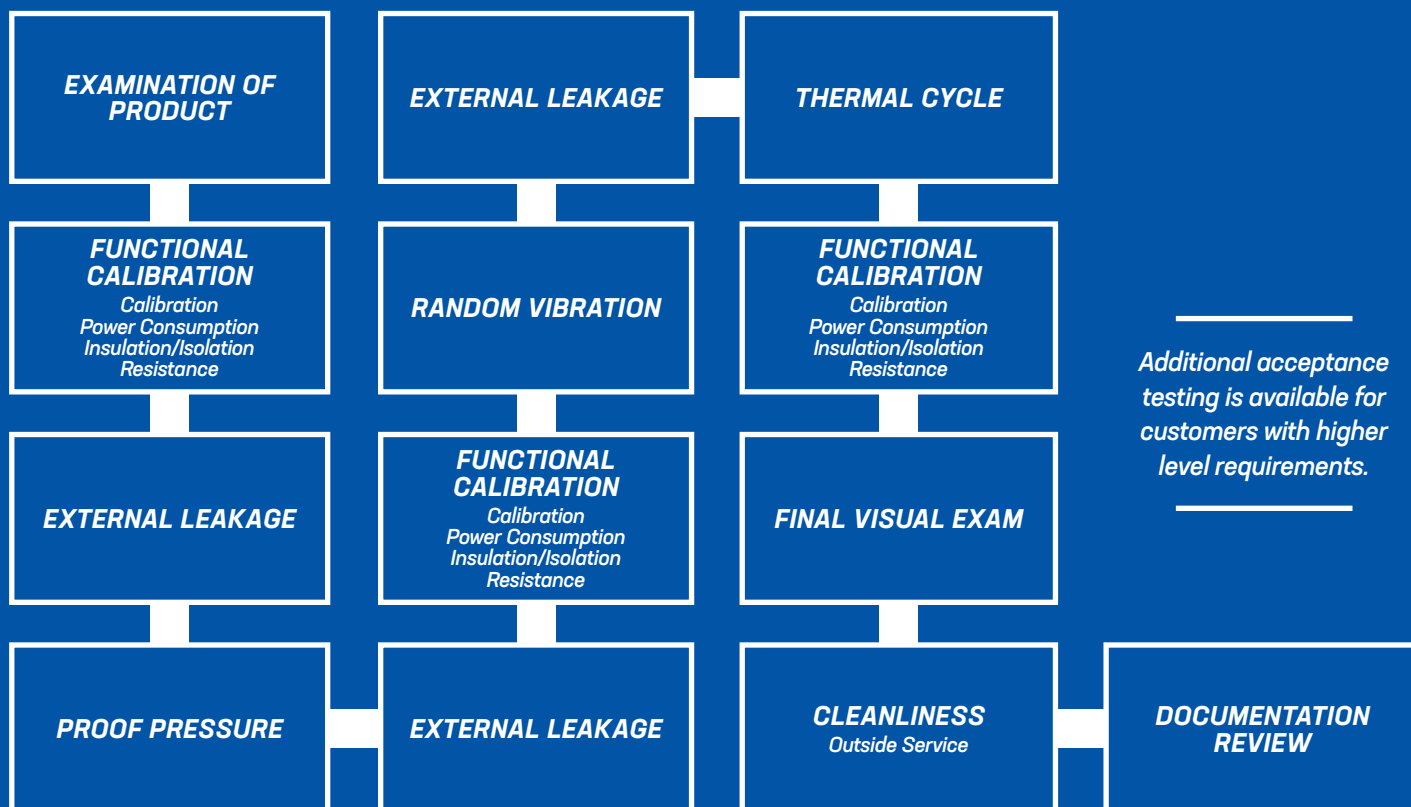 EXAMINATION OF
PRODUCT
FUNCTIONAL
CALIBRATION
Calibration
Power Consumption
Insulation/Isolation
Resistance
EXTERNAL LEAKAGE
PROOF PRESSURE
EXTERNAL LEAKAGE
FUNCTIONAL
CALIBRATION
Calibration
Power Consumption
Insulation/Isolation
Resistance
RANDOM VIBRATION
EXTERNAL LEAKAGE
THERMAL CYCLE
FUNCTIONAL
CALIBRATION
Calibration
Power Consumption
Insulation/Isolation
Resistance
FINAL VISUAL EXAM
CLEANLINESS
Outside Service
DOCUMENTATION
REVIEW
Additional acceptance
testing is available for
customers with higher
level requirements.